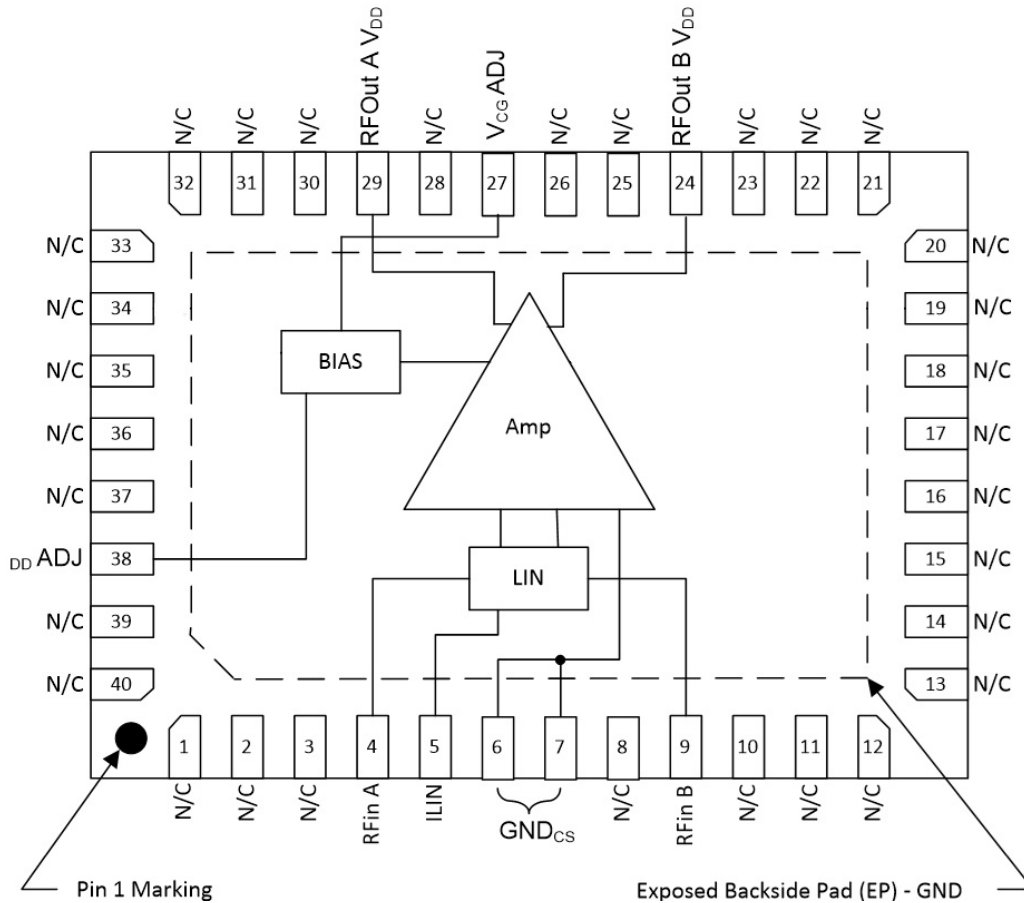 N/C
N/C
N/C
RFOut A VDD
N/C
VCG ADJ
N/C
N/C
RFOut B VDD
N/C
N/C
N/C
32
31
30
29
28
27
26
25
24
23
22
21
N/C 33
20 N/C
N/C 34
19 N/C
BIAS
N/C 35
18 N/C
N/C 36
Amp
17 N/C
N/C 37
16 N/C
DD ADJ 38
LIN
15 N/C
N/C 39
14 N/C
N/C 40
13 N/C
1
2
3
4
5
6
7
8
9
10
11
12
N/C
N/C
N/C
RFin A
ILIN
GNDCS
N/C
RFin B
N/C
N/C
N/C
Pin 1 Marking
Exposed Backside Pad (EP) - GND